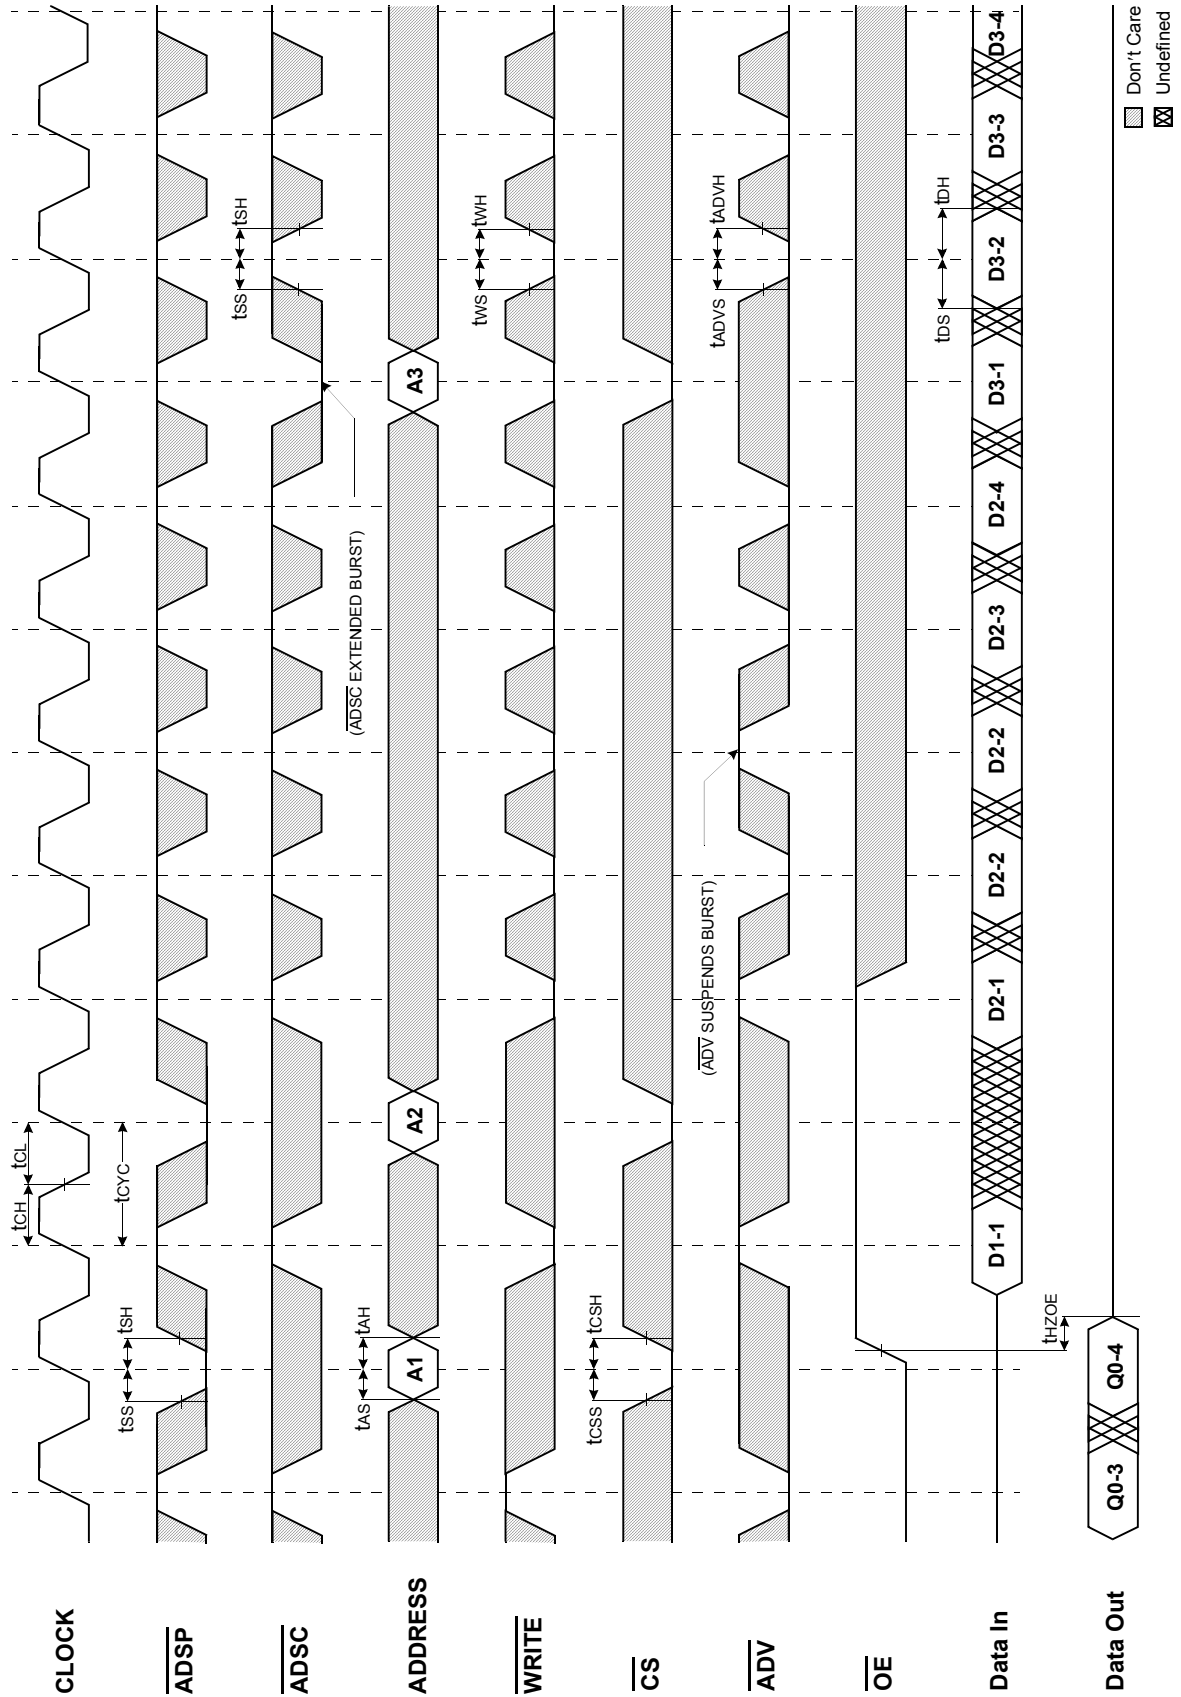 CLOCK
tCH
tCL
tCYC
ADSP
tSS
tSH
ADSC
tSS
tSH
(ADSC EXTENDED BURST)
ADDRESS
tAS
tAH
A1
A2
A3
WRITE
tWS
tWH
CS
tCSS
tCSH
ADV
(ADV SUSPENDS BURST)
tADVS
tADVH
OE
Data In
D1-1
D2-1
D2-2
D2-2
D2-3
D2-4
D3-1
D3-2
D3-3
D3-4
tDS
tDH
tHZOE
Data Out
Q0-3
Q0-4
Don't Care
Undefined